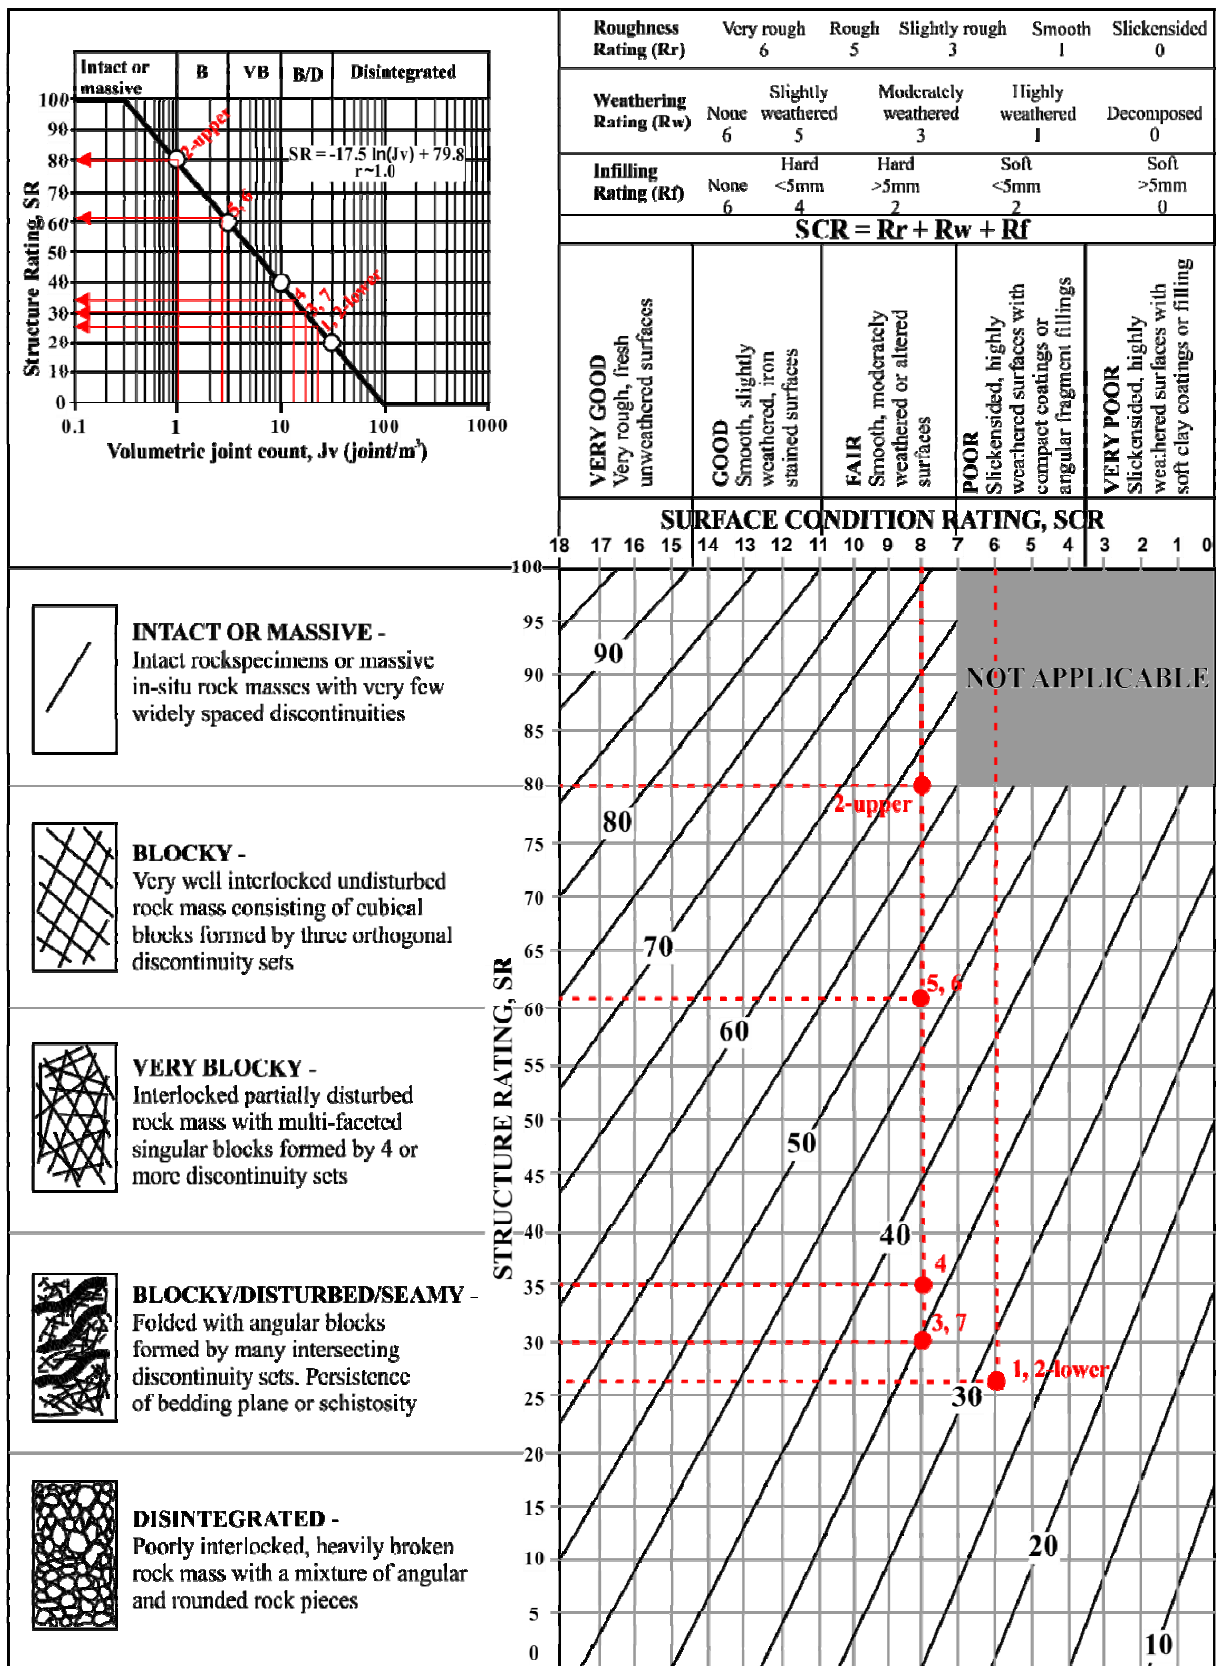 Roughness Very rough Rough Slightly rough Smooth Slickensided
Rating (Rr) 6 5 3 1 0
Weathering Rating (Rw)
None Slightly weathered Moderately weathered Highly weathered Decomposed
6 5 3 1 0
Infilling Rating (Rf)
None Hard <5mm Hard >5mm Soft <5mm Soft >5mm
6 4 2 2 0
SCR = Rr + Rw + Rf
Intact or massive B VB B/D Disintegrated
Structure Rating, SR
100
90
80
70
60
50
40
30
20
10
0
0.1 1 10 100 1000
Volumetric joint count, Jv (joint/m³)
SR = -17.5 ln(Jv) + 79.8
r~1.0
2-upper
5, 6
4
3, 7
1, 2-lower
VERY GOOD
Very rough, fresh
unweathered surfaces
GOOD
Smooth, slightly
weathered, iron
stained surfaces
FAIR
Smooth, moderately
weathered or altered
surfaces
POOR
Slickensided, highly
weathered surfaces with
compact coatings or
angular fragment fillings
VERY POOR
Slickensided, highly
weathered surfaces with
soft clay coatings or filling
SURFACE CONDITION RATING, SCR
18 17 16 15 14 13 12 11 10 9 8 7 6 5 4 3 2 1 0
INTACT OR MASSIVE -
Intact rockspecimens or massive
in-situ rock masses with very few
widely spaced discontinuities
BLOCKY -
Very well interlocked undisturbed
rock mass consisting of cubical
blocks formed by three orthogonal
discontinuity sets
VERY BLOCKY -
Interlocked partially disturbed
rock mass with multi-faceted
singular blocks formed by 4 or
more discontinuity sets
BLOCKY/DISTURBED/SEAMY -
Folded with angular blocks
formed by many intersecting
discontinuity sets. Persistence
of bedding plane or schistosity
DISINTEGRATED -
Poorly interlocked, heavily broken
rock mass with a mixture of angular
and rounded rock pieces
STRUCTURE RATING, SR
100
95
90
85
80
75
70
65
60
55
50
45
40
35
30
25
20
15
10
5
0
NOT APPLICABLE
90
80
70
60
50
40
30
20
10
2-upper
5, 6
4
3, 7
1, 2-lower